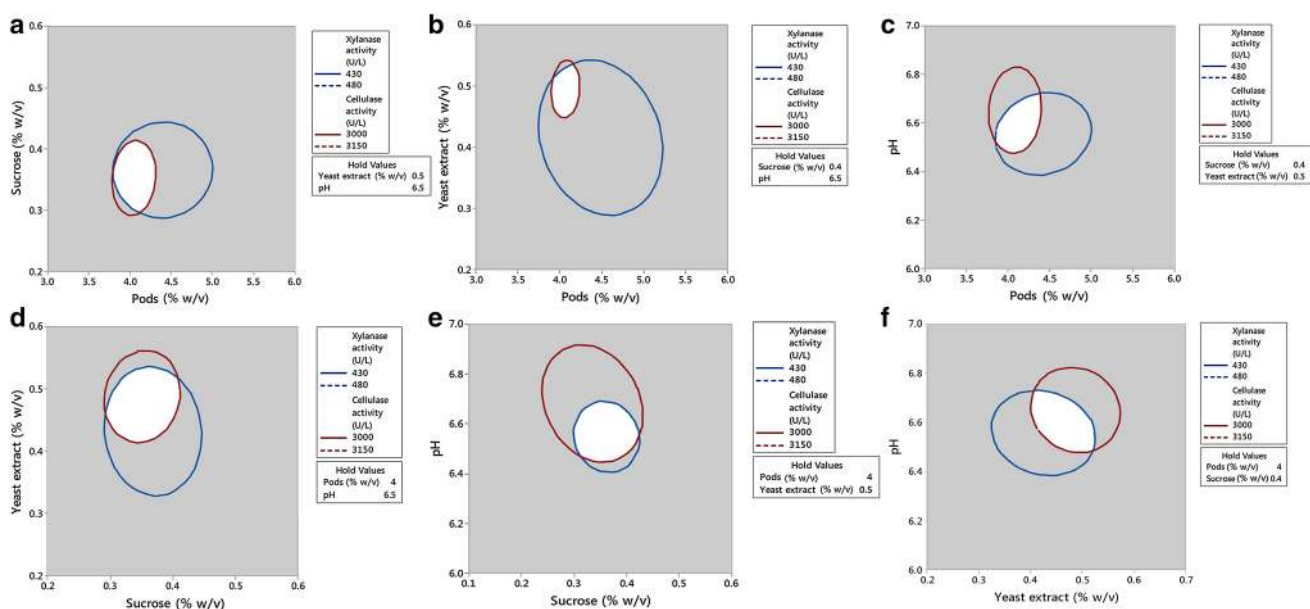 a
0.6
0.5
0.4
0.3
0.2
Sucrose (% w/v)
3.0 3.5 4.0 4.5 5.0 5.5 6.0
Pods (% w/v)
Xylanase
activity
(U/L)
430
480
Cellulase
activity
(U/L)
3000
3150
Hold Values
Yeast extract (% w/v) 0.5
pH 6.5
b
0.6
0.5
0.4
0.3
0.2
Yeast extract (% w/v)
3.0 3.5 4.0 4.5 5.0 5.5 6.0
Pods (% w/v)
Xylanase
activity
(U/L)
430
480
Cellulase
activity
(U/L)
3000
3150
Hold Values
Sucrose (% w/v) 0.4
pH 6.5
c
7.0
6.8
6.6
6.4
6.2
6.0
pH
3.0 3.5 4.0 4.5 5.0 5.5 6.0
Pods (% w/v)
Xylanase
activity
(U/L)
430
480
Cellulase
activity
(U/L)
3000
3150
Hold Values
Sucrose (% w/v) 0.4
Yeast extract (% w/v) 0.5
d
0.6
0.5
0.4
0.3
0.2
Yeast extract (% w/v)
0.2 0.3 0.4 0.5 0.6
Sucrose (% w/v)
Xylanase
activity
(U/L)
430
480
Cellulase
activity
(U/L)
3000
3150
Hold Values
Pods (% w/v) 4
pH 6.5
e
7.0
6.8
6.6
6.4
6.2
6.0
pH
0.1 0.2 0.3 0.4 0.5 0.6
Sucrose (% w/v)
Xylanase
activity
(U/L)
430
480
Cellulase
activity
(U/L)
3000
3150
Hold Values
Pods (% w/v) 4
Yeast extract (% w/v) 0.5
f
7.0
6.8
6.6
6.4
6.2
6.0
pH
0.2 0.3 0.4 0.5 0.6 0.7
Yeast extract (% w/v)
Xylanase
activity
(U/L)
430
480
Cellulase
activity
(U/L)
3000
3150
Hold Values
Pods (% w/v) 4
Sucrose (% w/v) 0.4